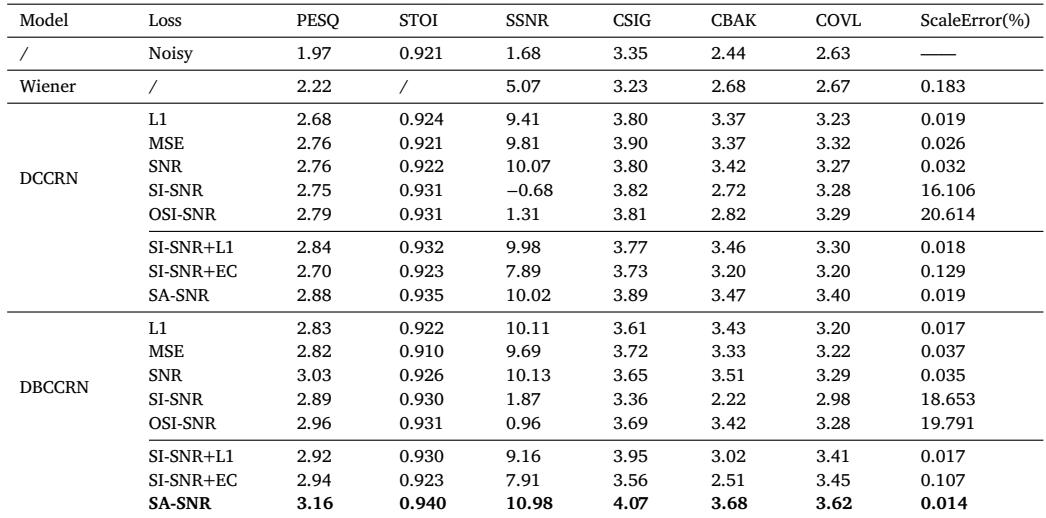 Model Loss PESQ STOI SSNR CSIG CBAK COVL ScaleError(%)
/ Noisy 1.97 0.921 1.68 3.35 2.44 2.63 ——
Wiener / 2.22 / 5.07 3.23 2.68 2.67 0.183
L1 2.68 0.924 9.41 3.80 3.37 3.23 0.019
MSE 2.76 0.921 9.81 3.90 3.37 3.32 0.026
SNR 2.76 0.922 10.07 3.80 3.42 3.27 0.032
DCCRN
SI-SNR 2.75 0.931 −0.68 3.82 2.72 3.28 16.106
OSI-SNR 2.79 0.931 1.31 3.81 2.82 3.29 20.614
SI-SNR+L1 2.84 0.932 9.98 3.77 3.46 3.30 0.018
SI-SNR+EC 2.70 0.923 7.89 3.73 3.20 3.20 0.129
SA-SNR 2.88 0.935 10.02 3.89 3.47 3.40 0.019
L1 2.83 0.922 10.11 3.61 3.43 3.20 0.017
MSE 2.82 0.910 9.69 3.72 3.33 3.22 0.037
SNR 3.03 0.926 10.13 3.65 3.51 3.29 0.035
DBCCRN
SI-SNR 2.89 0.930 1.87 3.36 2.22 2.98 18.653
OSI-SNR 2.96 0.931 0.96 3.69 3.42 3.28 19.791
SI-SNR+L1 2.92 0.930 9.16 3.95 3.02 3.41 0.017
SI-SNR+EC 2.94 0.923 7.91 3.56 2.51 3.45 0.107
SA-SNR 3.16 0.940 10.98 4.07 3.68 3.62 0.014